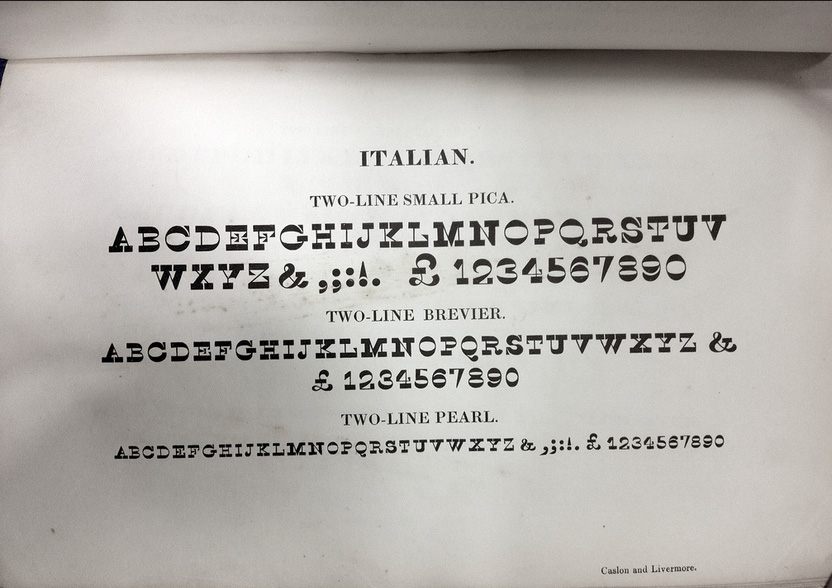 ITALIAN.
TWO-LINE SMALL PICA.
ABCDEFGHIJKLMNOPQRSTUV
WXYZ & ,;:!. £ 1234567890
TWO-LINE BREVIER.
ABCDEFGHIJKLMNOPQRSTUVWXYZ &
£ 1234567890
TWO-LINE PEARL.
ABCDEFGHIJKLMNOPQRSTUVWXYZ & ,;:!. £ 1234567890
Caslon and Livermore.